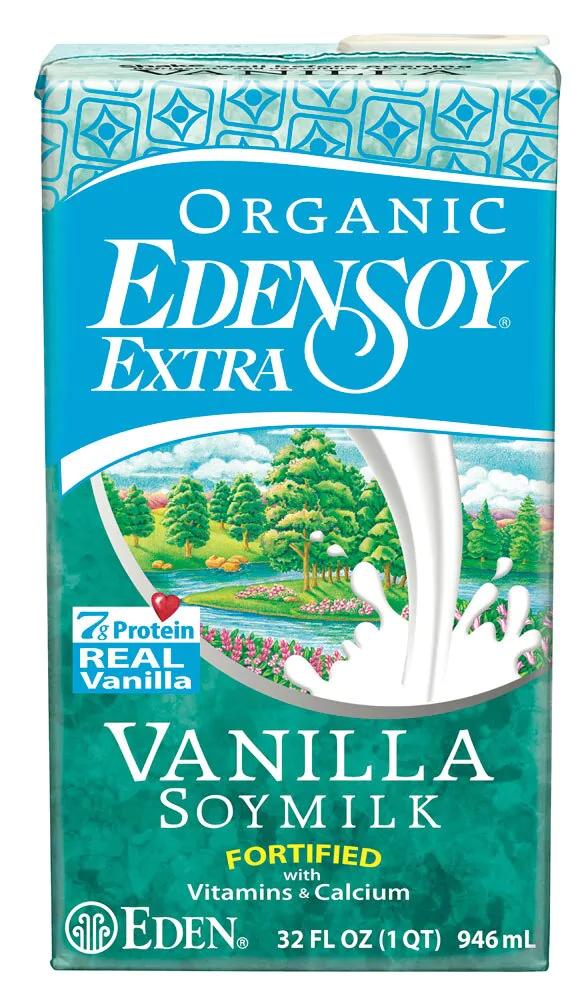 VANILLA
ORGANIC
EDENSOY®
EXTRA
7g Protein
REAL
Vanilla
VANILLA
SOYMILK
FORTIFIED
with
Vitamins & Calcium
EDEN® 32 FL OZ (1 QT) 946 mL